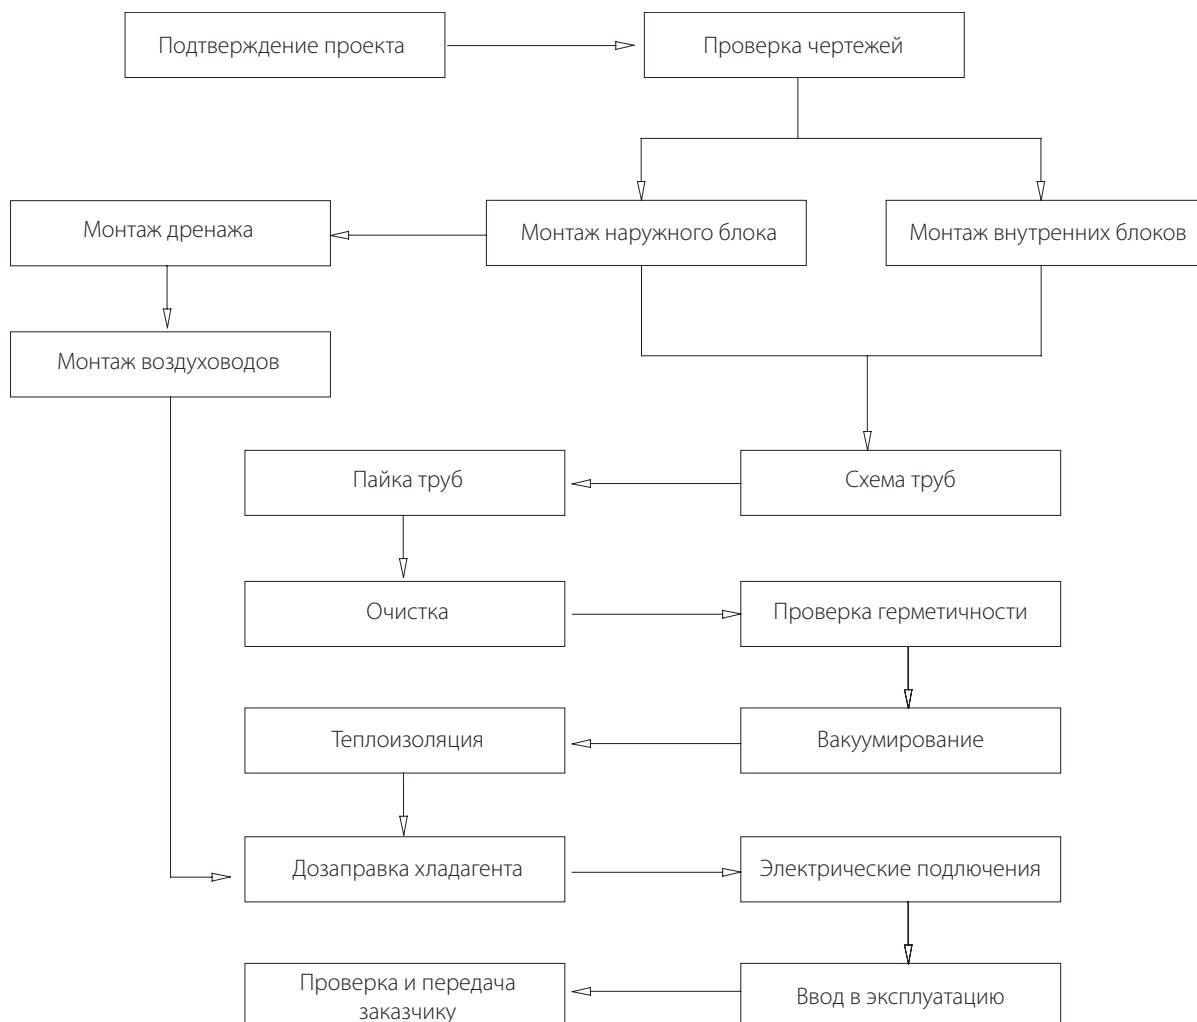 Подтверждение проекта
Проверка чертежей
Монтаж дренажа
Монтаж наружного блока
Монтаж внутренних блоков
Монтаж воздуховодов
Пайка труб
Схема труб
Очистка
Проверка герметичности
Теплоизоляция
Вакуумирование
Дозаправка хладагента
Электрические подлючения
Проверка и передача
заказчику
Ввод в эксплуатацию